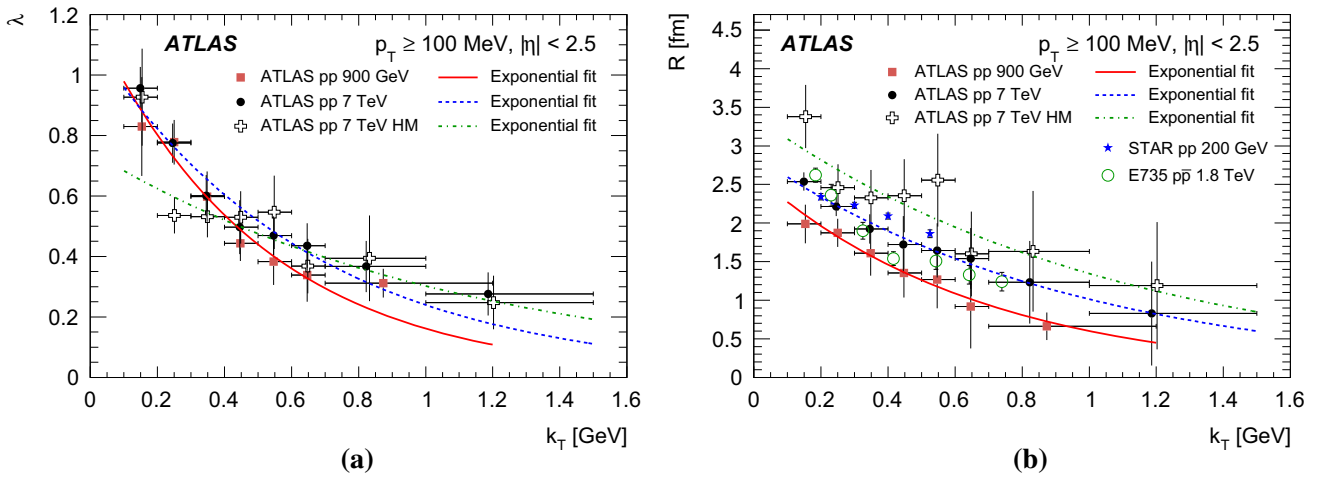 λ
ATLAS
p_T ≥ 100 MeV, |η| < 2.5
ATLAS pp 900 GeV Exponential fit
ATLAS pp 7 TeV Exponential fit
ATLAS pp 7 TeV HM Exponential fit
1.2
1
0.8
0.6
0.4
0.2
0
0 0.2 0.4 0.6 0.8 1 1.2 1.4 1.6
k_T [GeV]
(a)
R [fm]
ATLAS
p_T ≥ 100 MeV, |η| < 2.5
ATLAS pp 900 GeV Exponential fit
ATLAS pp 7 TeV Exponential fit
ATLAS pp 7 TeV HM Exponential fit
STAR pp 200 GeV
E735 pp̅ 1.8 TeV
4.5
4
3.5
3
2.5
2
1.5
1
0.5
0
0 0.2 0.4 0.6 0.8 1 1.2 1.4 1.6
k_T [GeV]
(b)